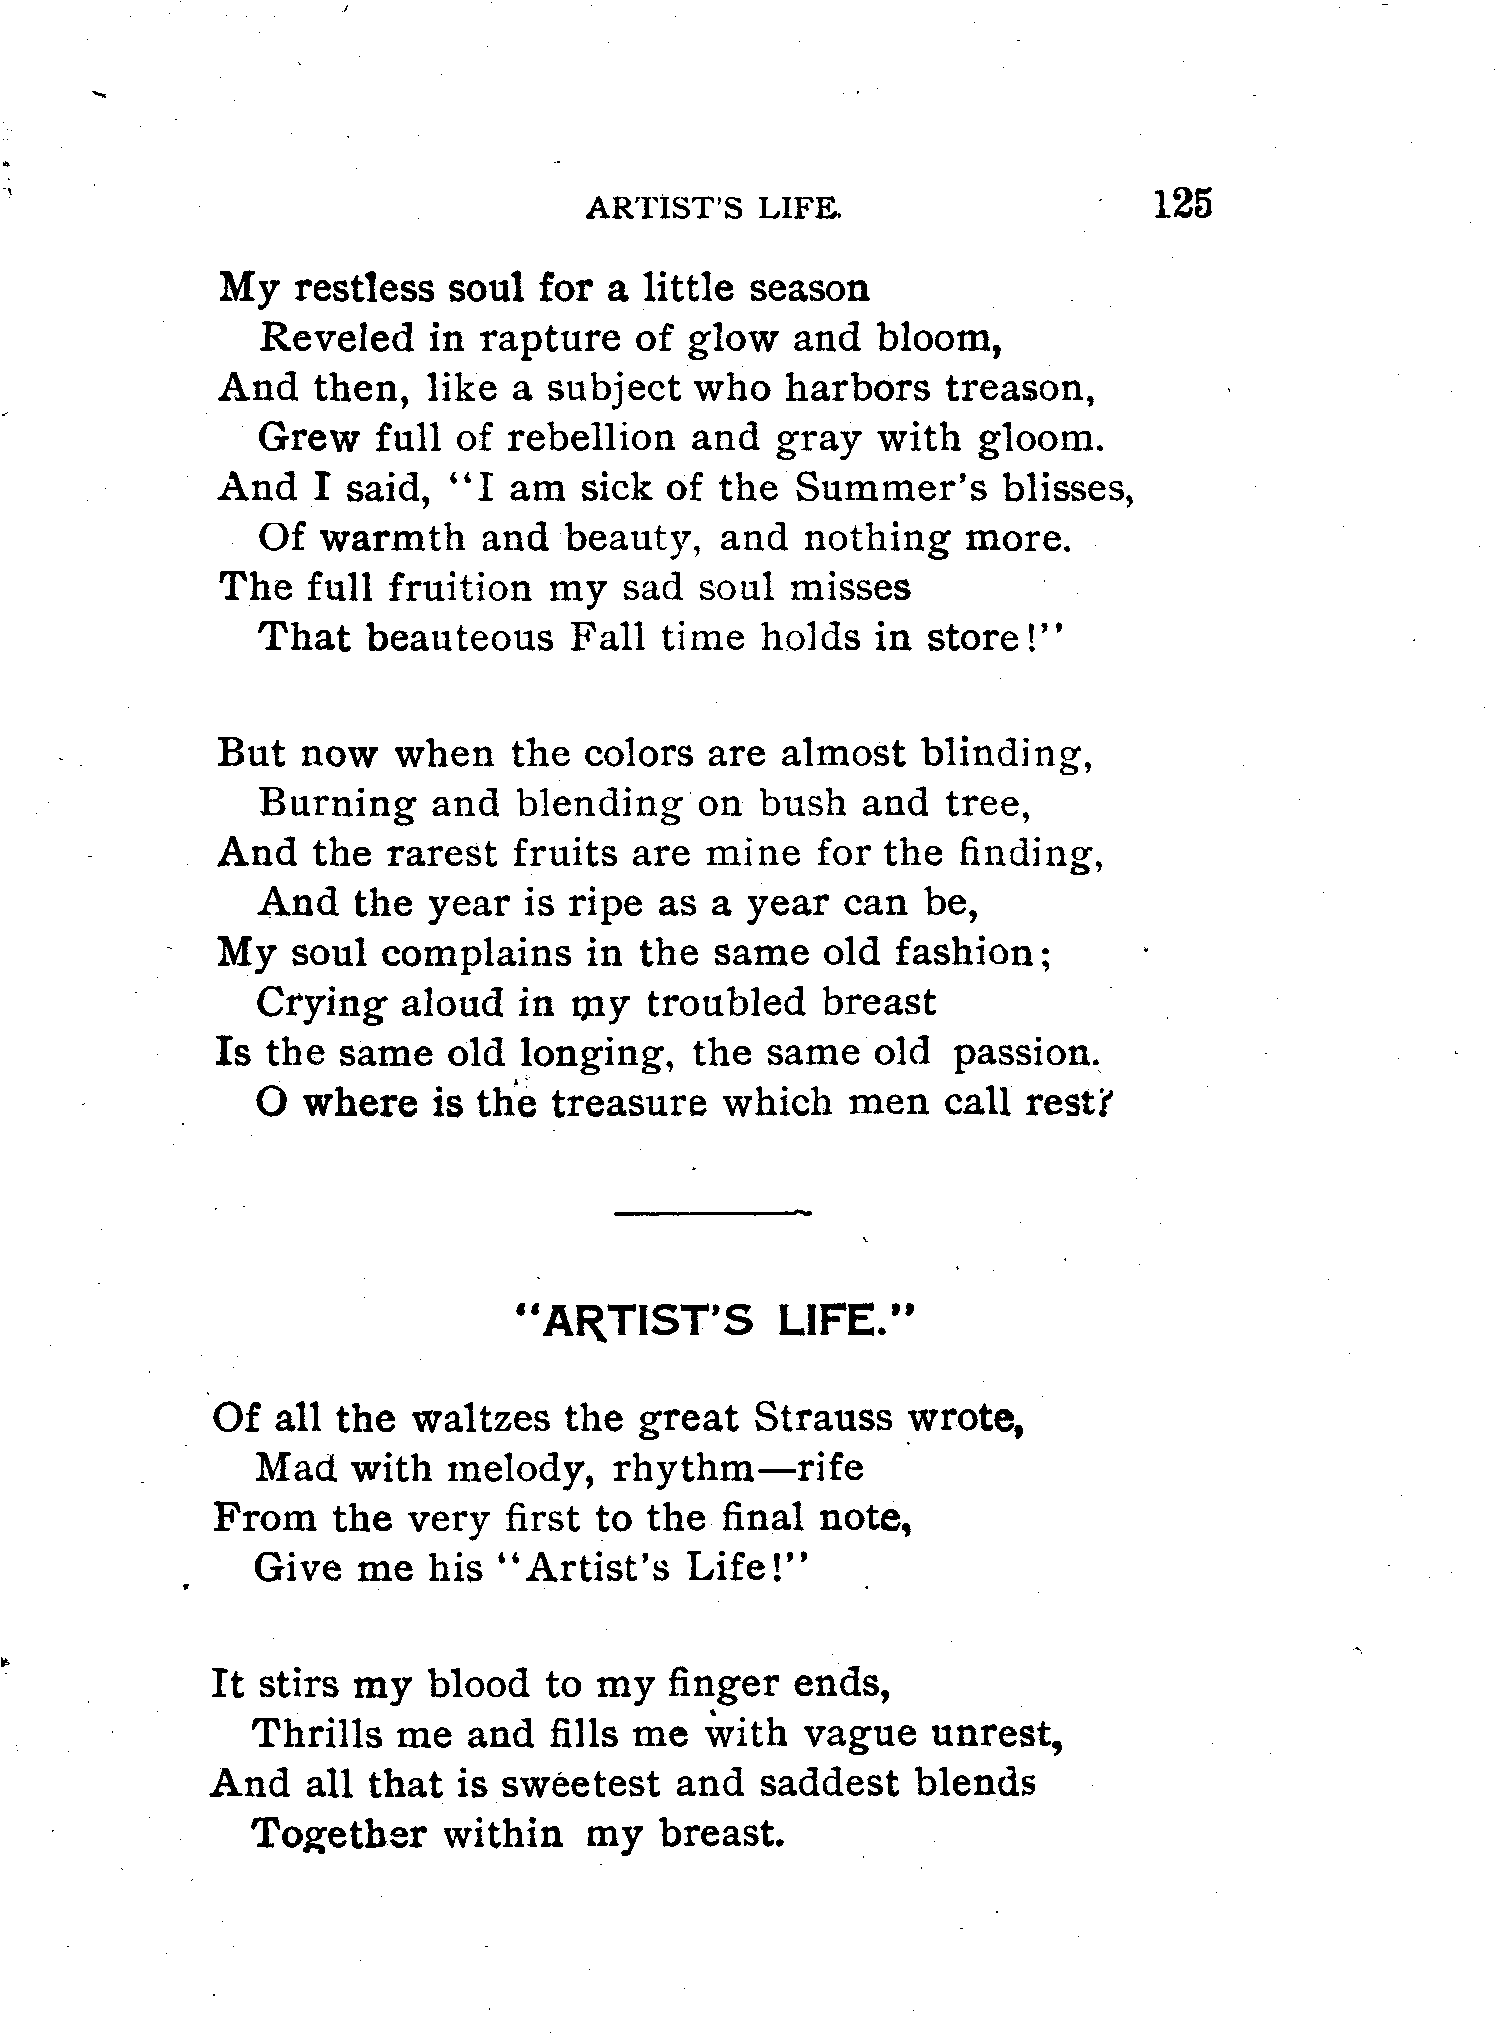 ARTIST'S LIFE. 125
My restless soul for a little season
Reveled in rapture of glow and bloom,
And then, like a subject who harbors treason,
Grew full of rebellion and gray with gloom.
And I said, "I am sick of the Summer's blisses,
Of warmth and beauty, and nothing more.
The full fruition my sad soul misses
That beauteous Fall time holds in store!"
But now when the colors are almost blinding,
Burning and blending on bush and tree,
And the rarest fruits are mine for the finding,
And the year is ripe as a year can be,
My soul complains in the same old fashion;
Crying aloud in my troubled breast
Is the same old longing, the same old passion.
O where is the treasure which men call rest?
"ARTIST'S LIFE."
Of all the waltzes the great Strauss wrote,
Mad with melody, rhythm—rife
From the very first to the final note,
Give me his "Artist's Life!"
It stirs my blood to my finger ends,
Thrills me and fills me with vague unrest,
And all that is sweetest and saddest blends
Together within my breast.